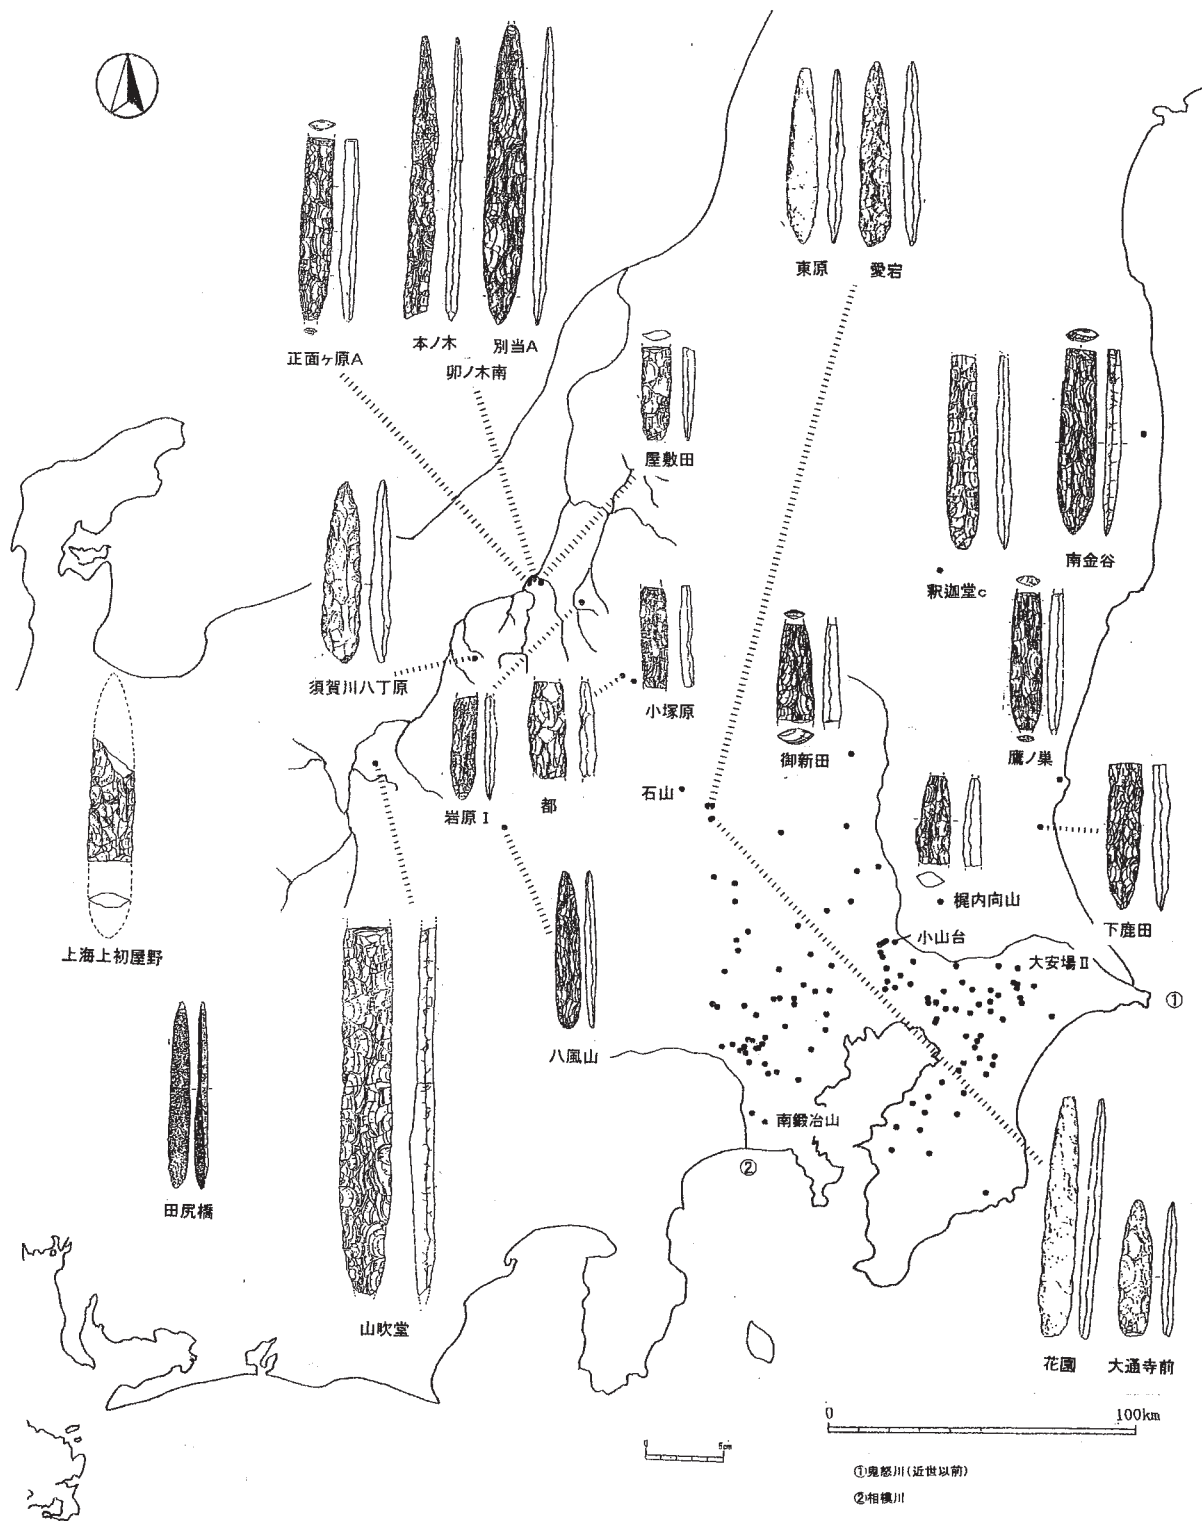 東原
愛宕
正面ヶ原A
本ノ木
別当A
卯ノ木南
屋敷田
釈迦堂c
南金谷
須賀川八丁原
小塚原
御新田
鷹ノ巣
岩原I
都
石山
梶内向山
下鹿田
上海上初屋野
小山台
大安場II
①
八風山
南鍛冶山
②
田尻橋
山吹堂
花園
大通寺前
0
100km
0
5cm
①鬼怒川(近世以前)
②相模川